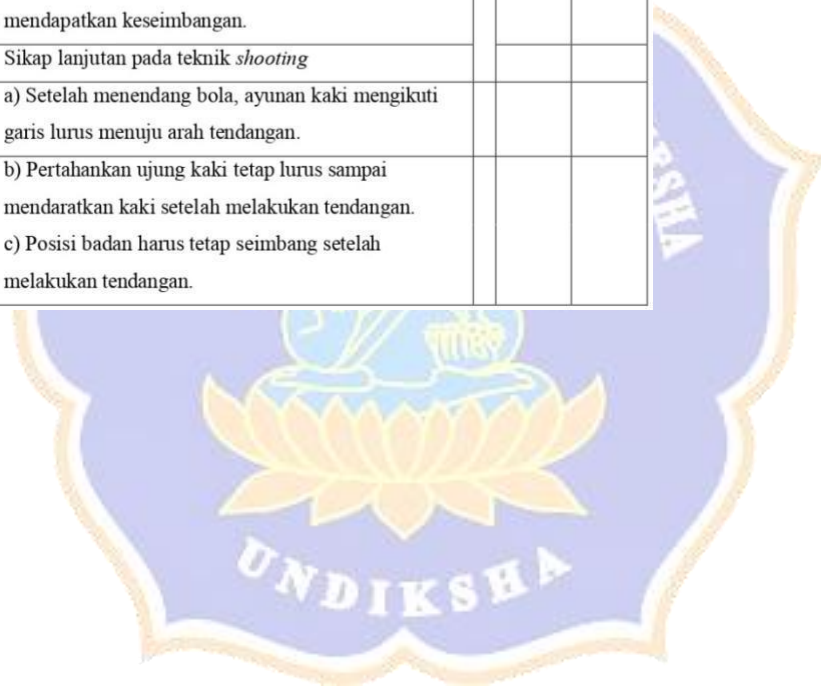 mendapatkan keseimbangan.
Sikap lanjutan pada teknik shooting
a) Setelah menendang bola, ayunan kaki mengikuti
garis lurus menuju arah tendangan.
b) Pertahankan ujung kaki tetap lurus sampai
mendaratkan kaki setelah melakukan tendangan.
c) Posisi badan harus tetap seimbang setelah
melakukan tendangan.
UNDIKSHA